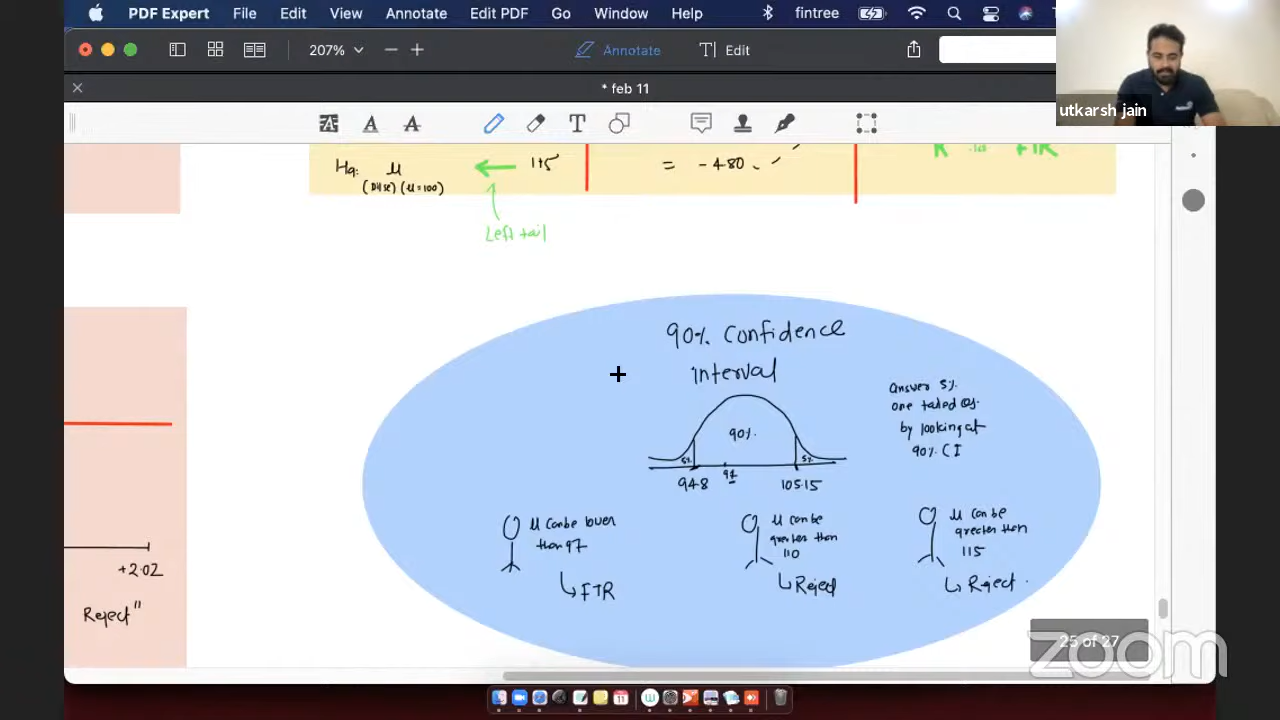 PDF Expert File Edit View Annotate Edit PDF Go Window Help fintree
207% Annotate T| Edit
utkarsh jain
* feb 11
A A A T
Ha: μ 115
(μ=100)
= - 4.80
Left tail
90% Confidence
interval
Answer 5%
one tailed Qs.
by looking at
90% CI
90%
5% 5%
94.8 97 105.15
μ can be lower
than 97
↳ FTR
μ can be
greater than
110
↳ Reject
μ can be
greater than
115
↳ Reject
+2.02
Reject"
25 of 27
zoom